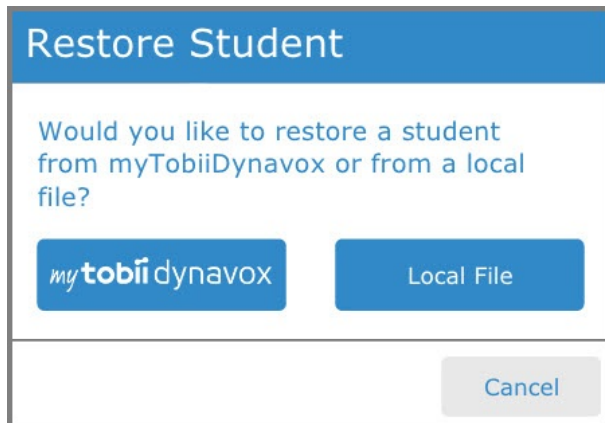 Restore Student
Would you like to restore a student
from myTobiiDynavox or from a local
file?
my tobii dynavox
Local File
Cancel